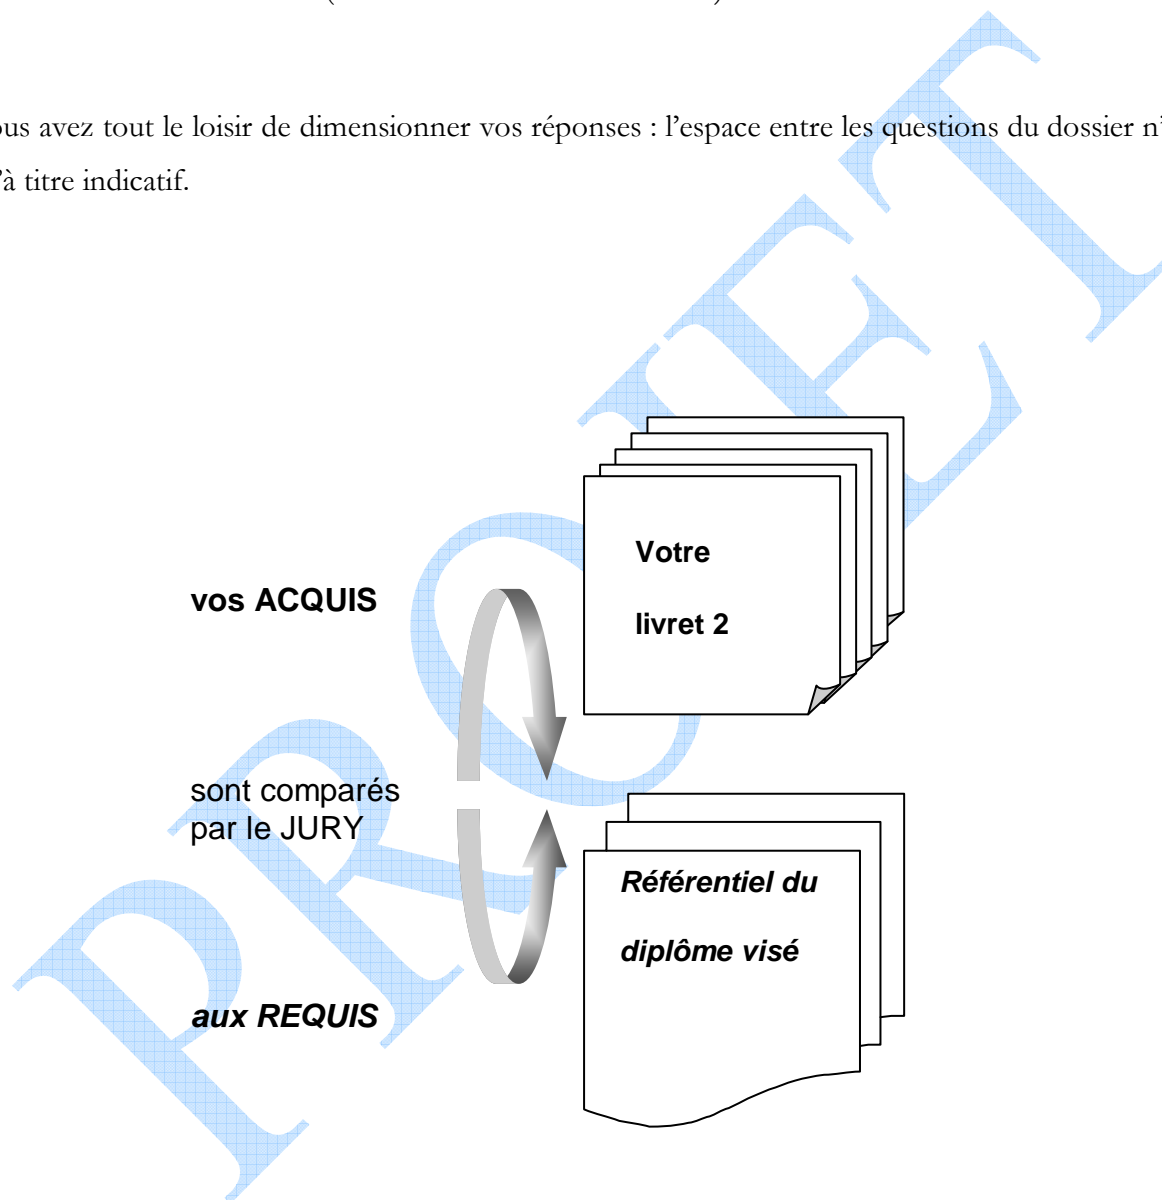 ous avez tout le loisir de dimensionner vos réponses : l’espace entre les questions du dossier n’
’à titre indicatif.
Votre
livret 2
vos ACQUIS
sont comparés
par le JURY
Référentiel du
diplôme visé
aux REQUIS
PROJET